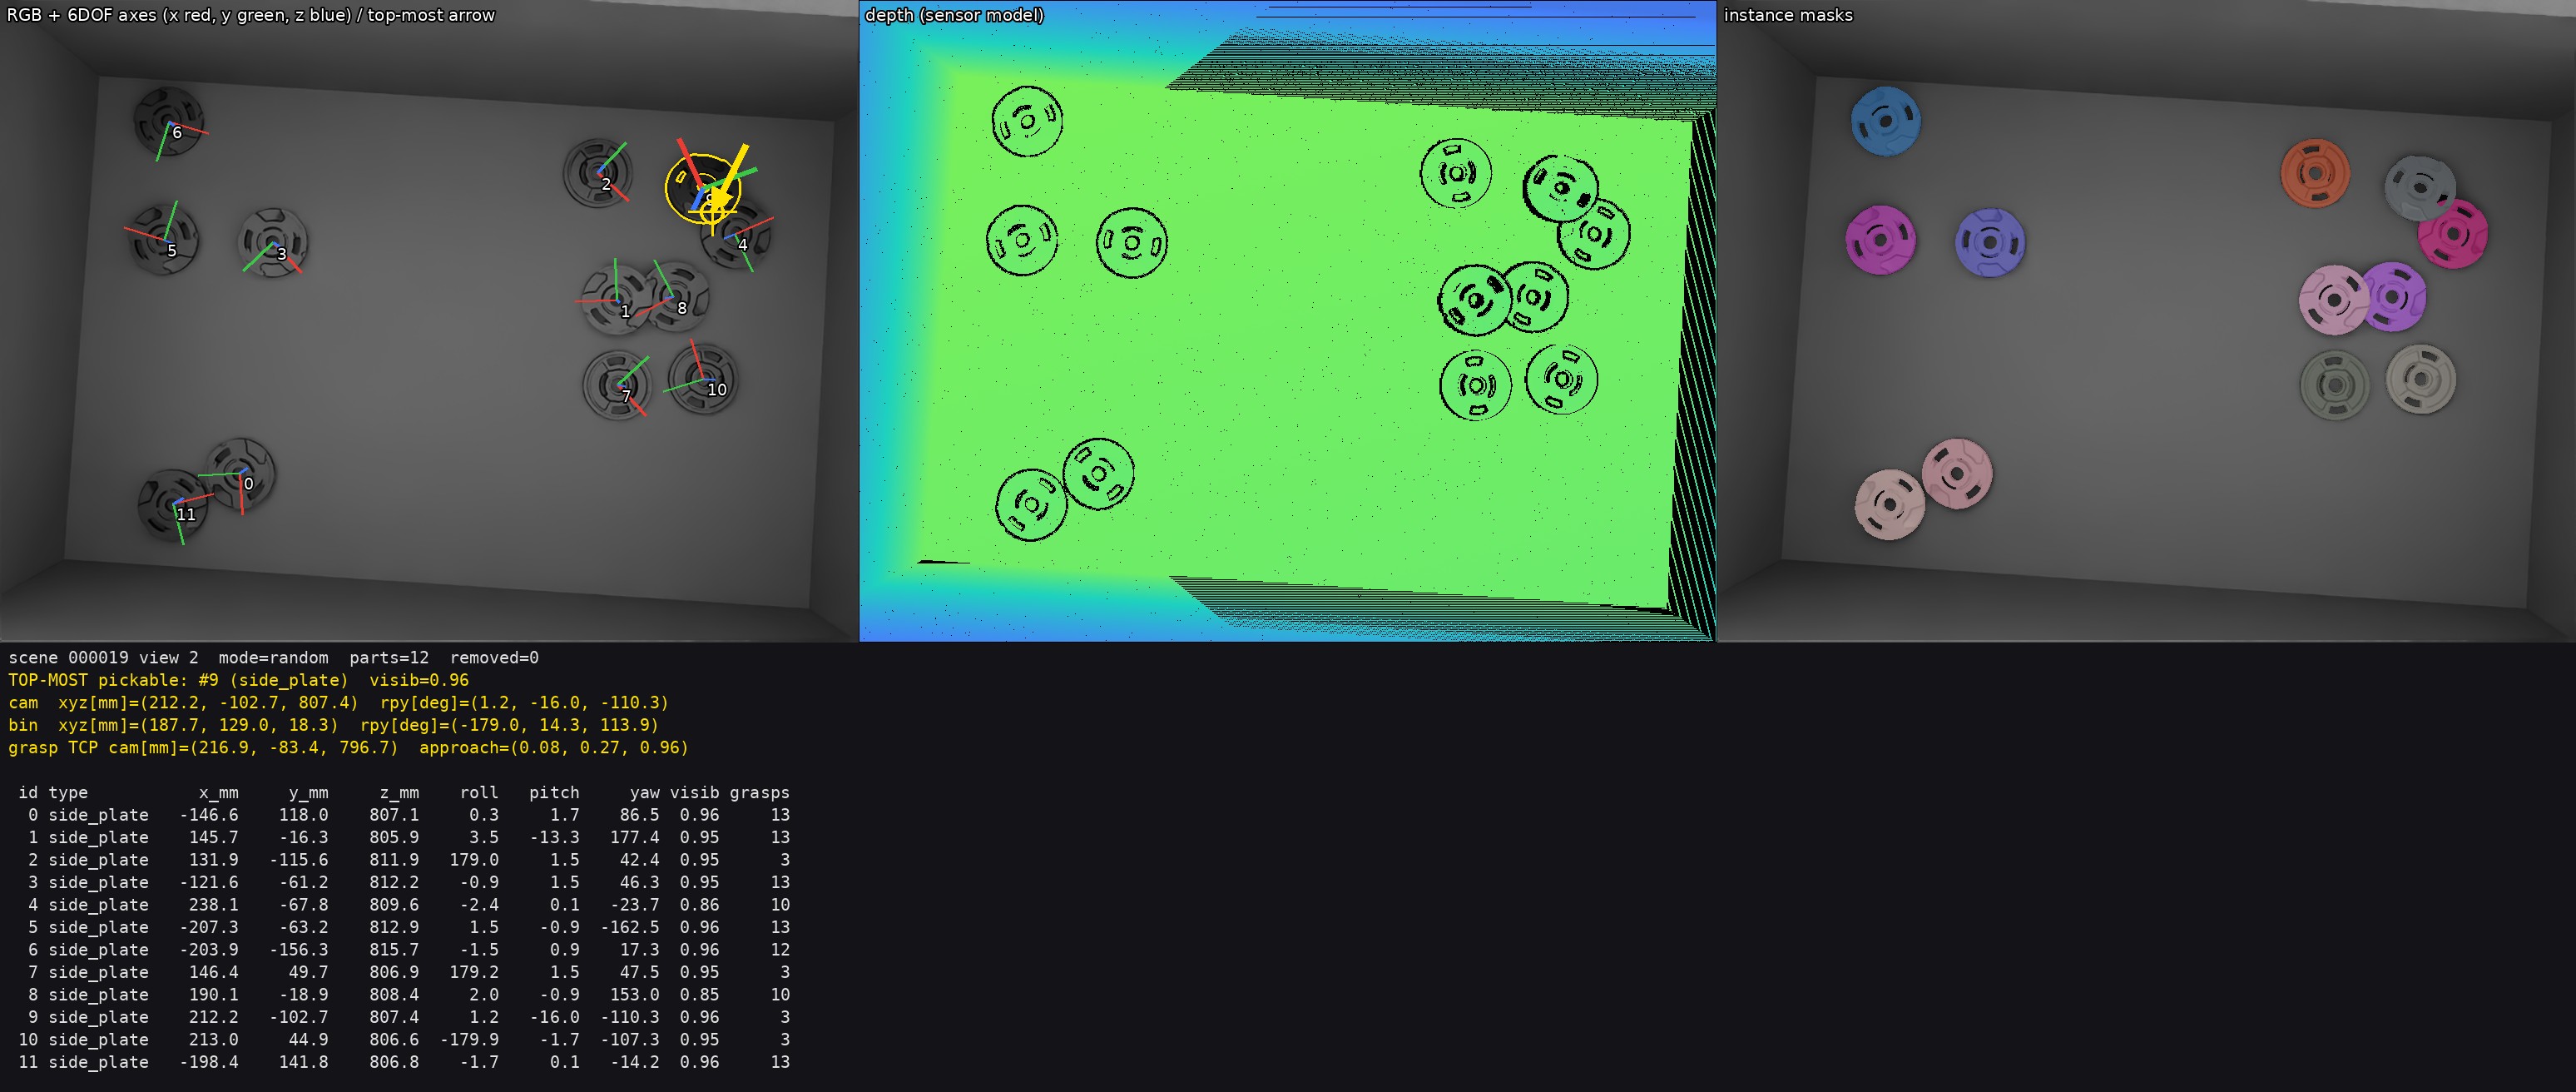 RGB + 6DOF axes (x red, y green, z blue) / top-most arrow
depth (sensor model)
instance masks
6
2
4
5
3
1
8
7
10
0
11
scene 000019 view 2  mode=random  parts=12  removed=0
TOP-MOST pickable: #9 (side_plate)  visib=0.96
cam  xyz[mm]=(212.2, -102.7, 807.4)  rpy[deg]=(1.2, -16.0, -110.3)
bin  xyz[mm]=(187.7, 129.0, 18.3)  rpy[deg]=(-179.0, 14.3, 113.9)
grasp TCP cam[mm]=(216.9, -83.4, 796.7)  approach=(0.08, 0.27, 0.96)
id type x_mm y_mm z_mm roll pitch yaw visib grasps
0 side_plate -146.6 118.0 807.1 0.3 1.7 86.5 0.96 13
1 side_plate 145.7 -16.3 805.9 3.5 -13.3 177.4 0.95 13
2 side_plate 131.9 -115.6 811.9 179.0 1.5 42.4 0.95 3
3 side_plate -121.6 -61.2 812.2 -0.9 1.5 46.3 0.95 13
4 side_plate 238.1 -67.8 809.6 -2.4 0.1 -23.7 0.86 10
5 side_plate -207.3 -63.2 812.9 1.5 -0.9 -162.5 0.96 13
6 side_plate -203.9 -156.3 815.7 -1.5 0.9 17.3 0.96 12
7 side_plate 146.4 49.7 806.9 179.2 1.5 47.5 0.95 3
8 side_plate 190.1 -18.9 808.4 2.0 -0.9 153.0 0.85 10
9 side_plate 212.2 -102.7 807.4 1.2 -16.0 -110.3 0.96 3
10 side_plate 213.0 44.9 806.6 -179.9 -1.7 -107.3 0.95 3
11 side_plate -198.4 141.8 806.8 -1.7 0.1 -14.2 0.96 13